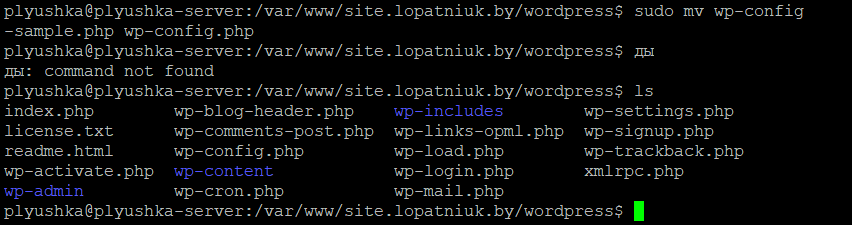 plyushka@plyushka-server:/var/www/site.lopatniuk.by/wordpress$ sudo mv wp-config
-sample.php wp-config.php
plyushka@plyushka-server:/var/www/site.lopatniuk.by/wordpress$ ды
ды: command not found
plyushka@plyushka-server:/var/www/site.lopatniuk.by/wordpress$ ls
index.php wp-blog-header.php wp-includes wp-settings.php
license.txt wp-comments-post.php wp-links-opml.php wp-signup.php
readme.html wp-config.php wp-load.php wp-trackback.php
wp-activate.php wp-content wp-login.php xmlrpc.php
wp-admin wp-cron.php wp-mail.php
plyushka@plyushka-server:/var/www/site.lopatniuk.by/wordpress$